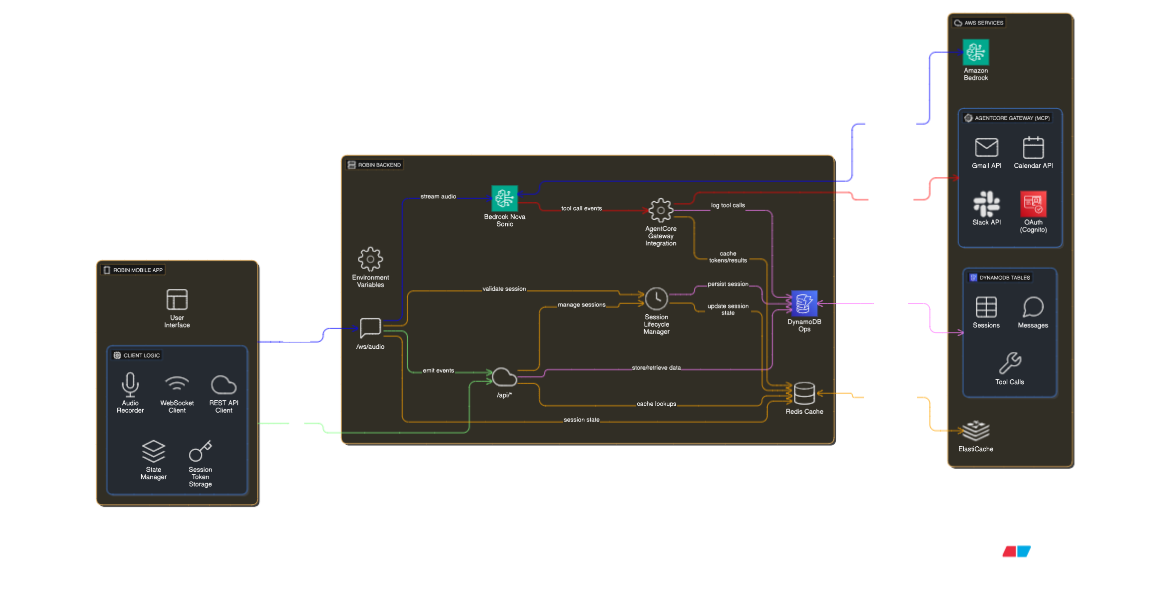 AWS SERVICES
Amazon
Bedrock
AGENTCORE GATEWAY (MCP)
Gmail API
Calendar API
Slack API
OAuth
(Cognito)
DYNAMODB TABLES
Sessions
Messages
Tool Calls
ElastiCache
ROBIN BACKEND
stream audio
Bedrock Nova
Sonic
tool call events
AgentCore
Gateway
Integration
log tool calls
cache
tokens/results
Environment
Variables
validate session
manage sessions
Session
Lifecycle
Manager
persist session
update session
state
DynamoDB
Ops
/ws/audio
emit events
/api/*
store/retrieve data
cache lookups
session state
Redis Cache
ROBIN MOBILE APP
User
Interface
CLIENT LOGIC
Audio
Recorder
WebSocket
Client
REST API
Client
State
Manager
Session
Token
Storage